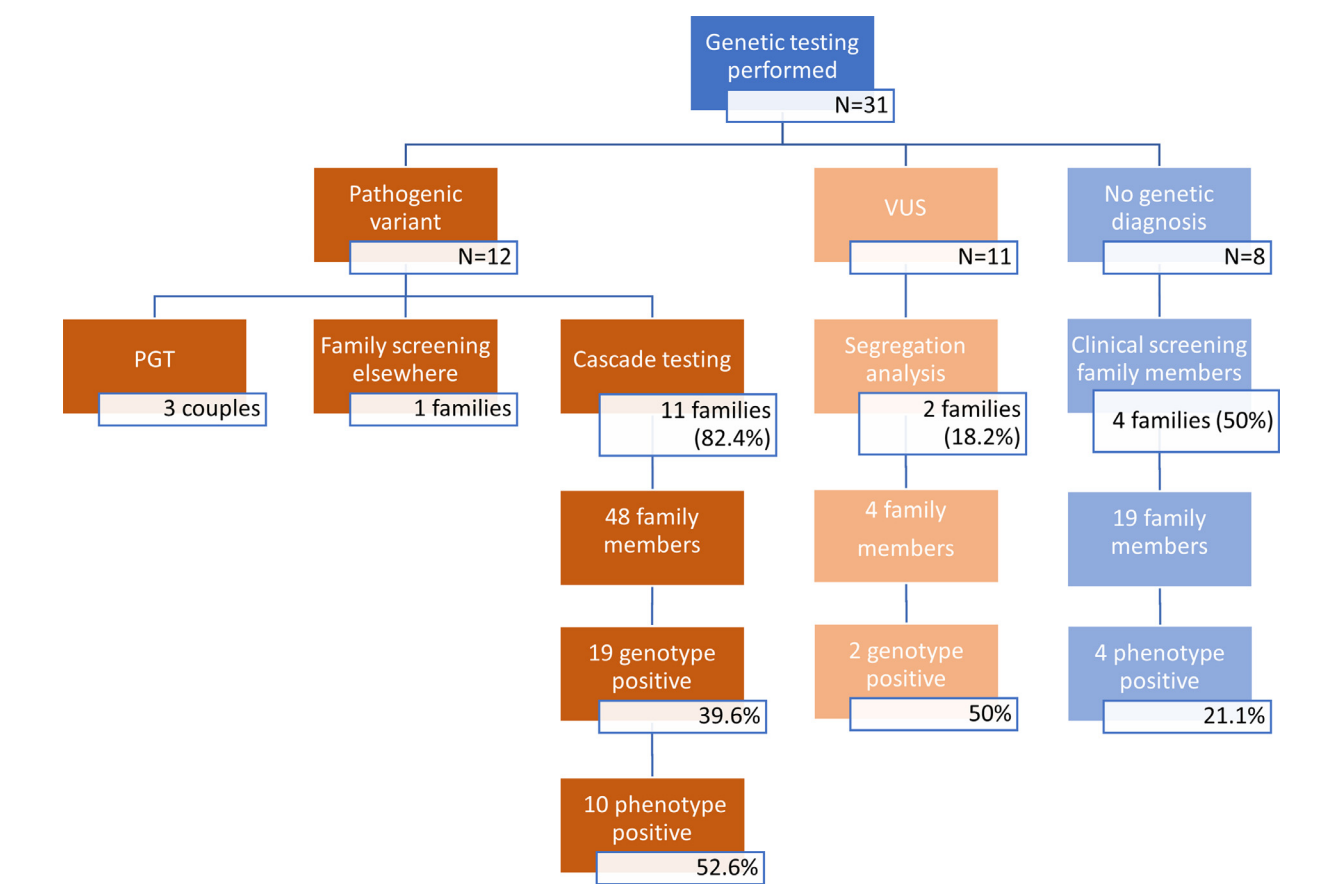 Genetic testing
performed
N=31
Pathogenic
variant
N=12
VUS
N=11
No genetic
diagnosis
N=8
PGT
3 couples
Family screening
elsewhere
1 families
Cascade testing
11 families
(82.4%)
Segregation
analysis
2 families
(18.2%)
Clinical screening
family members
4 families (50%)
48 family
members
4 family
members
19 family
members
19 genotype
positive
39.6%
2 genotype
positive
50%
4 phenotype
positive
21.1%
10 phenotype
positive
52.6%